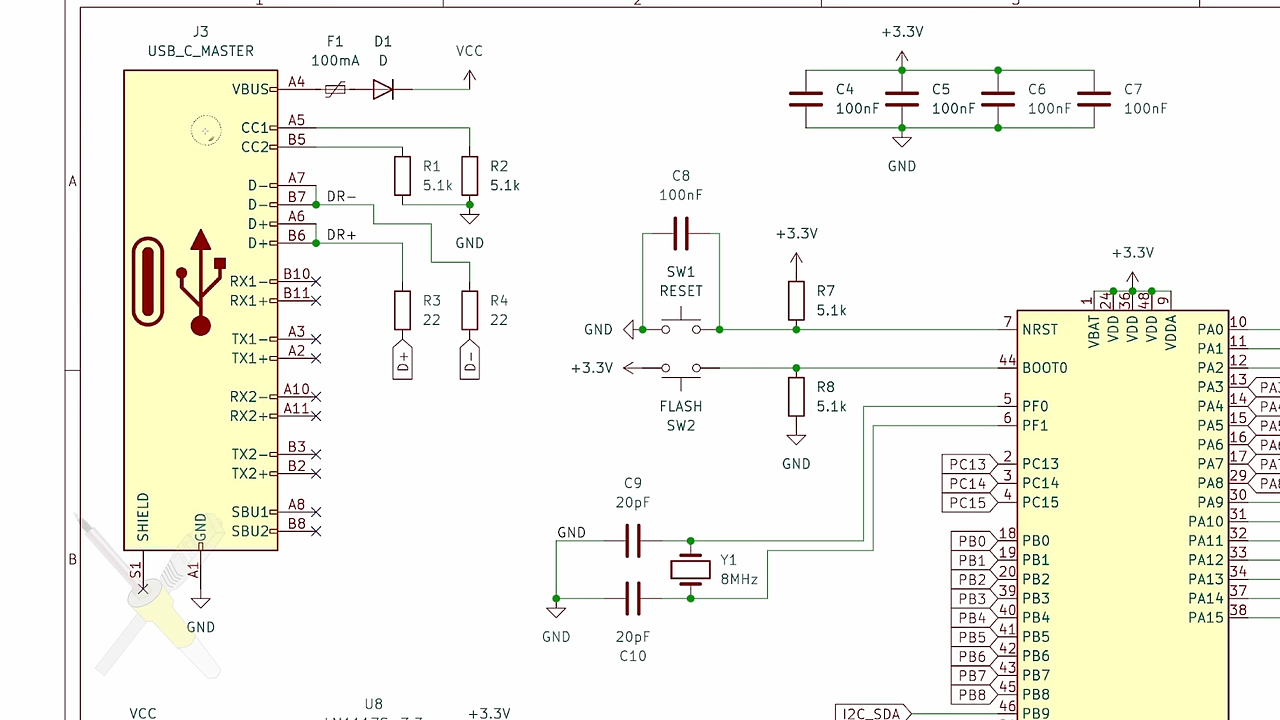 1
2
3
J3
USB_C_MASTER
F1
100mA
D1
D
VCC
VBUS
A4
CC1
A5
CC2
B5
R1
5.1k
R2
5.1k
GND
D-
A7
D-
B7
DR-
D+
A6
D+
B6
DR+
RX1-
B10
RX1+
B11
R3
22
R4
22
TX1-
A3
TX1+
A2
D+
D-
RX2-
A10
RX2+
A11
TX2-
B3
TX2+
B2
SBU1
A8
SBU2
B8
SHIELD
GND
S1
A1
GND
A
B
+3.3V
C4
100nF
C5
100nF
C6
100nF
C7
100nF
GND
C8
100nF
SW1
RESET
GND
+3.3V
R7
5.1k
+3.3V
FLASH
SW2
R8
5.1k
GND
C9
20pF
GND
Y1
8MHz
GND
20pF
C10
+3.3V
1
24
36
48
9
VBAT
VDD
VDD
VDD
VDDA
7
NRST
44
BOOT0
5
PF0
6
PF1
PC13
2
PC13
PC14
3
PC14
PC15
4
PC15
PB0
18
PB0
PB1
19
PB1
PB2
20
PB2
PB3
39
PB3
PB4
40
PB4
PB5
41
PB5
PB6
42
PB6
PB7
43
PB7
PB8
45
PB8
I2C_SDA
46
PB9
PA0
10
PA1
11
PA2
12
PA3
13
PA4
14
PA5
15
PA6
16
PA7
17
PA8
29
PA9
30
PA10
31
PA11
32
PA12
33
PA13
34
PA14
37
PA15
38
VCC
U8
+3.3V